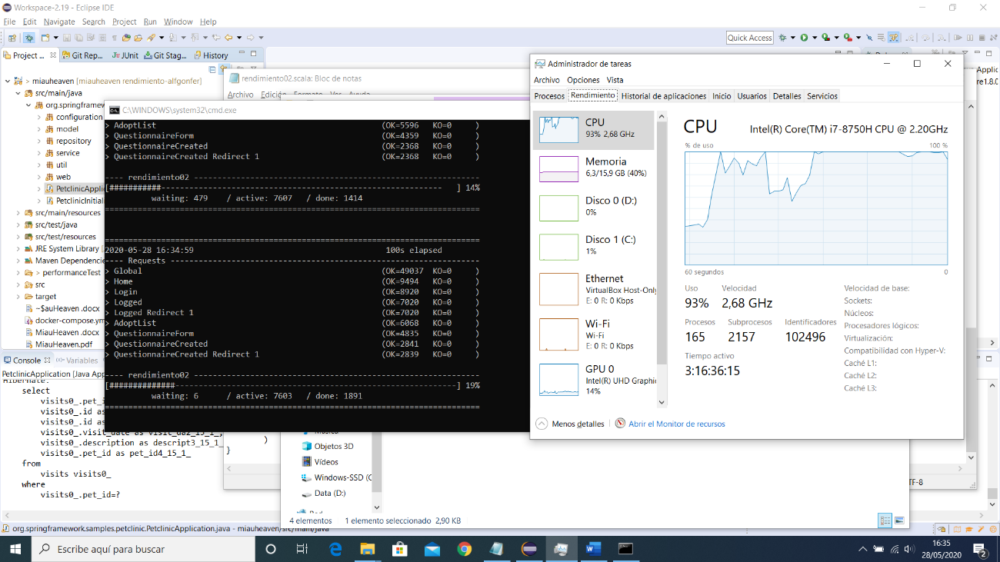 Workspace-2.19 - Eclipse IDE
File Edit Navigate Search Project Run Window Help
Quick Access
Project ... Git Rep... JUnit Git Stag... History
> miauheaven [miauheaven rendimiento-alfgonfer]
src/main/java
org.springframew
configuration
model
repository
service
util
web
PetclinicApplic
PetclinicInitial
src/main/resources
src/test/java
src/test/resources
JRE System Library [
Maven Dependencie
> performanceTest
src
target
~$auHeaven .docx
docker-compose.ym
MiauHeaven .docx
MiauHeaven.pdf
Console Variables
PetclinicApplication [Java App
Hibernate:
select
visits0_.pet_i
visits0_.id as
visits0_.id as
visits0_.visit_date as visit_da2_15_1_,
visits0_.description as descript3_15_1_
visits0_.pet_id as pet_id4_15_1_
from
visits visits0_
where
visits0_.pet_id=?
org.springframework.samples.petclinic.PetclinicApplication.java - miauheaven/src/main/java
rendimiento02.scala: Bloc de notas
Archivo Edición Formato Ver Ayuda
)
}
C:\WINDOWS\system32\cmd.exe
> AdoptList (OK=5596 KO=0 )
> QuestionnaireForm (OK=4359 KO=0 )
> QuestionnaireCreated (OK=2368 KO=0 )
> QuestionnaireCreated Redirect 1 (OK=2368 KO=0 )
---- rendimiento02 --------------------------------------------------------
[###########----------------------------------------------------------] 14%
waiting: 479 / active: 7607 / done: 1414
================================================================================
================================================================================
2020-05-28 16:34:59 100s elapsed
---- Requests ------------------------------------------------------------------
> Global (OK=49037 KO=0 )
> Home (OK=9494 KO=0 )
> Login (OK=8920 KO=0 )
> Logged (OK=7020 KO=0 )
> Logged Redirect 1 (OK=7020 KO=0 )
> AdoptList (OK=6068 KO=0 )
> QuestionnaireForm (OK=4835 KO=0 )
> QuestionnaireCreated (OK=2841 KO=0 )
> QuestionnaireCreated Redirect 1 (OK=2839 KO=0 )
---- rendimiento02 --------------------------------------------------------
[##############-------------------------------------------------------] 19%
waiting: 6 / active: 7603 / done: 1891
================================================================================
Objetos 3D
Vídeos
Windows-SSD (C
Data (D:)
4 elementos 1 elemento seleccionado 2,90 KB
TF-8
Administrador de tareas
Archivo Opciones Vista
Procesos Rendimiento Historial de aplicaciones Inicio Usuarios Detalles Servicios
CPU
93% 2,68 GHz
Memoria
6,3/15,9 GB (40%)
Disco 0 (D:)
0%
Disco 1 (C:)
1%
Ethernet
VirtualBox Host-Only
E: 0 R: 0 Kbps
Wi-Fi
Wi-Fi
E: 0 R: 0 Kbps
GPU 0
Intel(R) UHD Graphic
14%
CPU Intel(R) Core(TM) i7-8750H CPU @ 2.20GHz
% de uso 100 %
60 segundos 0
Uso Velocidad
93% 2,68 GHz
Procesos Subprocesos Identificadores
165 2157 102496
Tiempo activo
3:16:36:15
Velocidad de base:
Sockets:
Núcleos:
Procesadores lógicos:
Virtualización:
Compatibilidad con Hyper-V:
Caché L1:
Caché L2:
Caché L3:
Menos detalles Abrir el Monitor de recursos
Applic
re1.8.0
Escribe aquí para buscar
16:35
28/05/2020
2